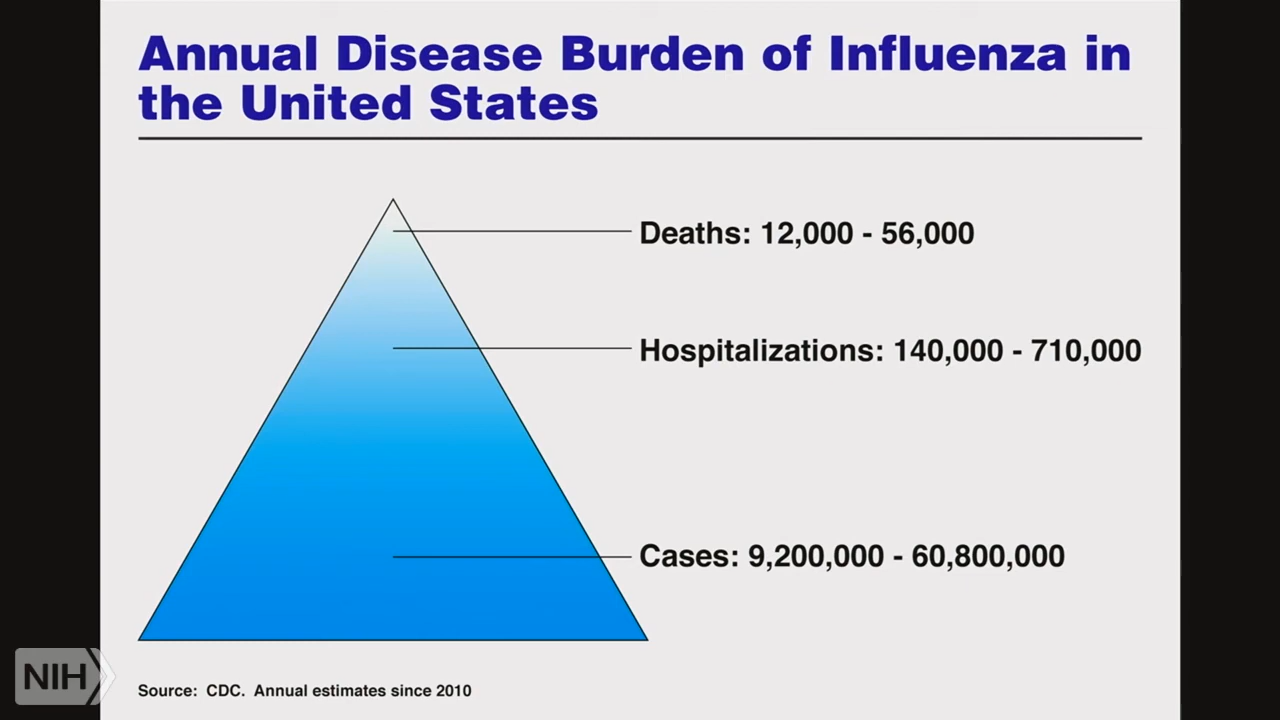 Annual Disease Burden of Influenza in
the United States
Deaths: 12,000 - 56,000
Hospitalizations: 140,000 - 710,000
Cases: 9,200,000 - 60,800,000
NIH
Source: CDC. Annual estimates since 2010